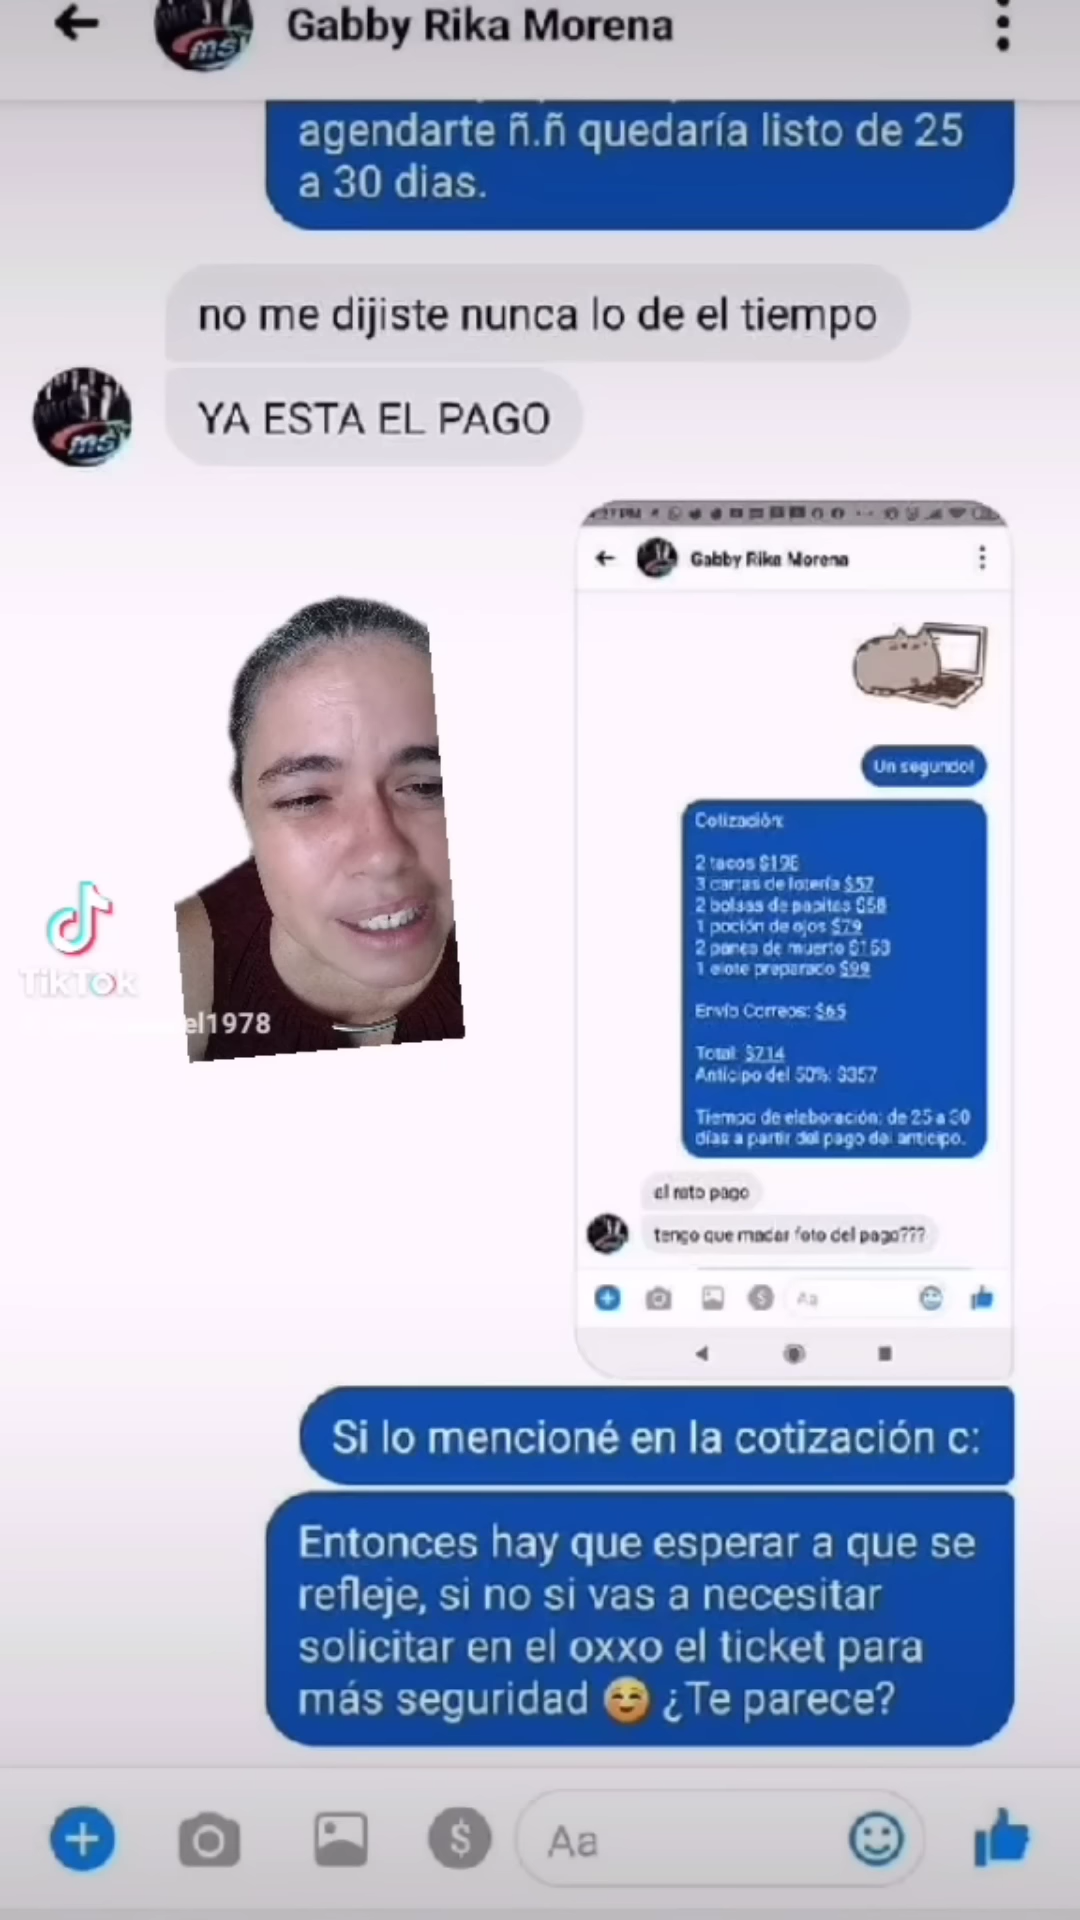 Gabby Rika Morena
agendarte ñ.ñ quedaría listo de 25
a 30 dias.
no me dijiste nunca lo de el tiempo
YA ESTA EL PAGO
Gabby Rika Morena
Un segundo!
Cotización:
2 tacos $198
3 cartas de lotería $57
2 bolsas de papitas $58
1 poción de ojos $79
2 panes de muerto $158
1 elote preparado $99
Envío Correos: $65
Total: $714
Anticipo del 50%: $357
Tiempo de elaboración: de 25 a 30
días a partir del pago del anticipo.
al rato pago
tengo que madar foto del pago???
Aa
TikTok
el1978
Si lo mencioné en la cotización c:
Entonces hay que esperar a que se
refleje, si no si vas a necesitar
solicitar en el oxxo el ticket para
más seguridad 😊 ¿Te parece?
Aa